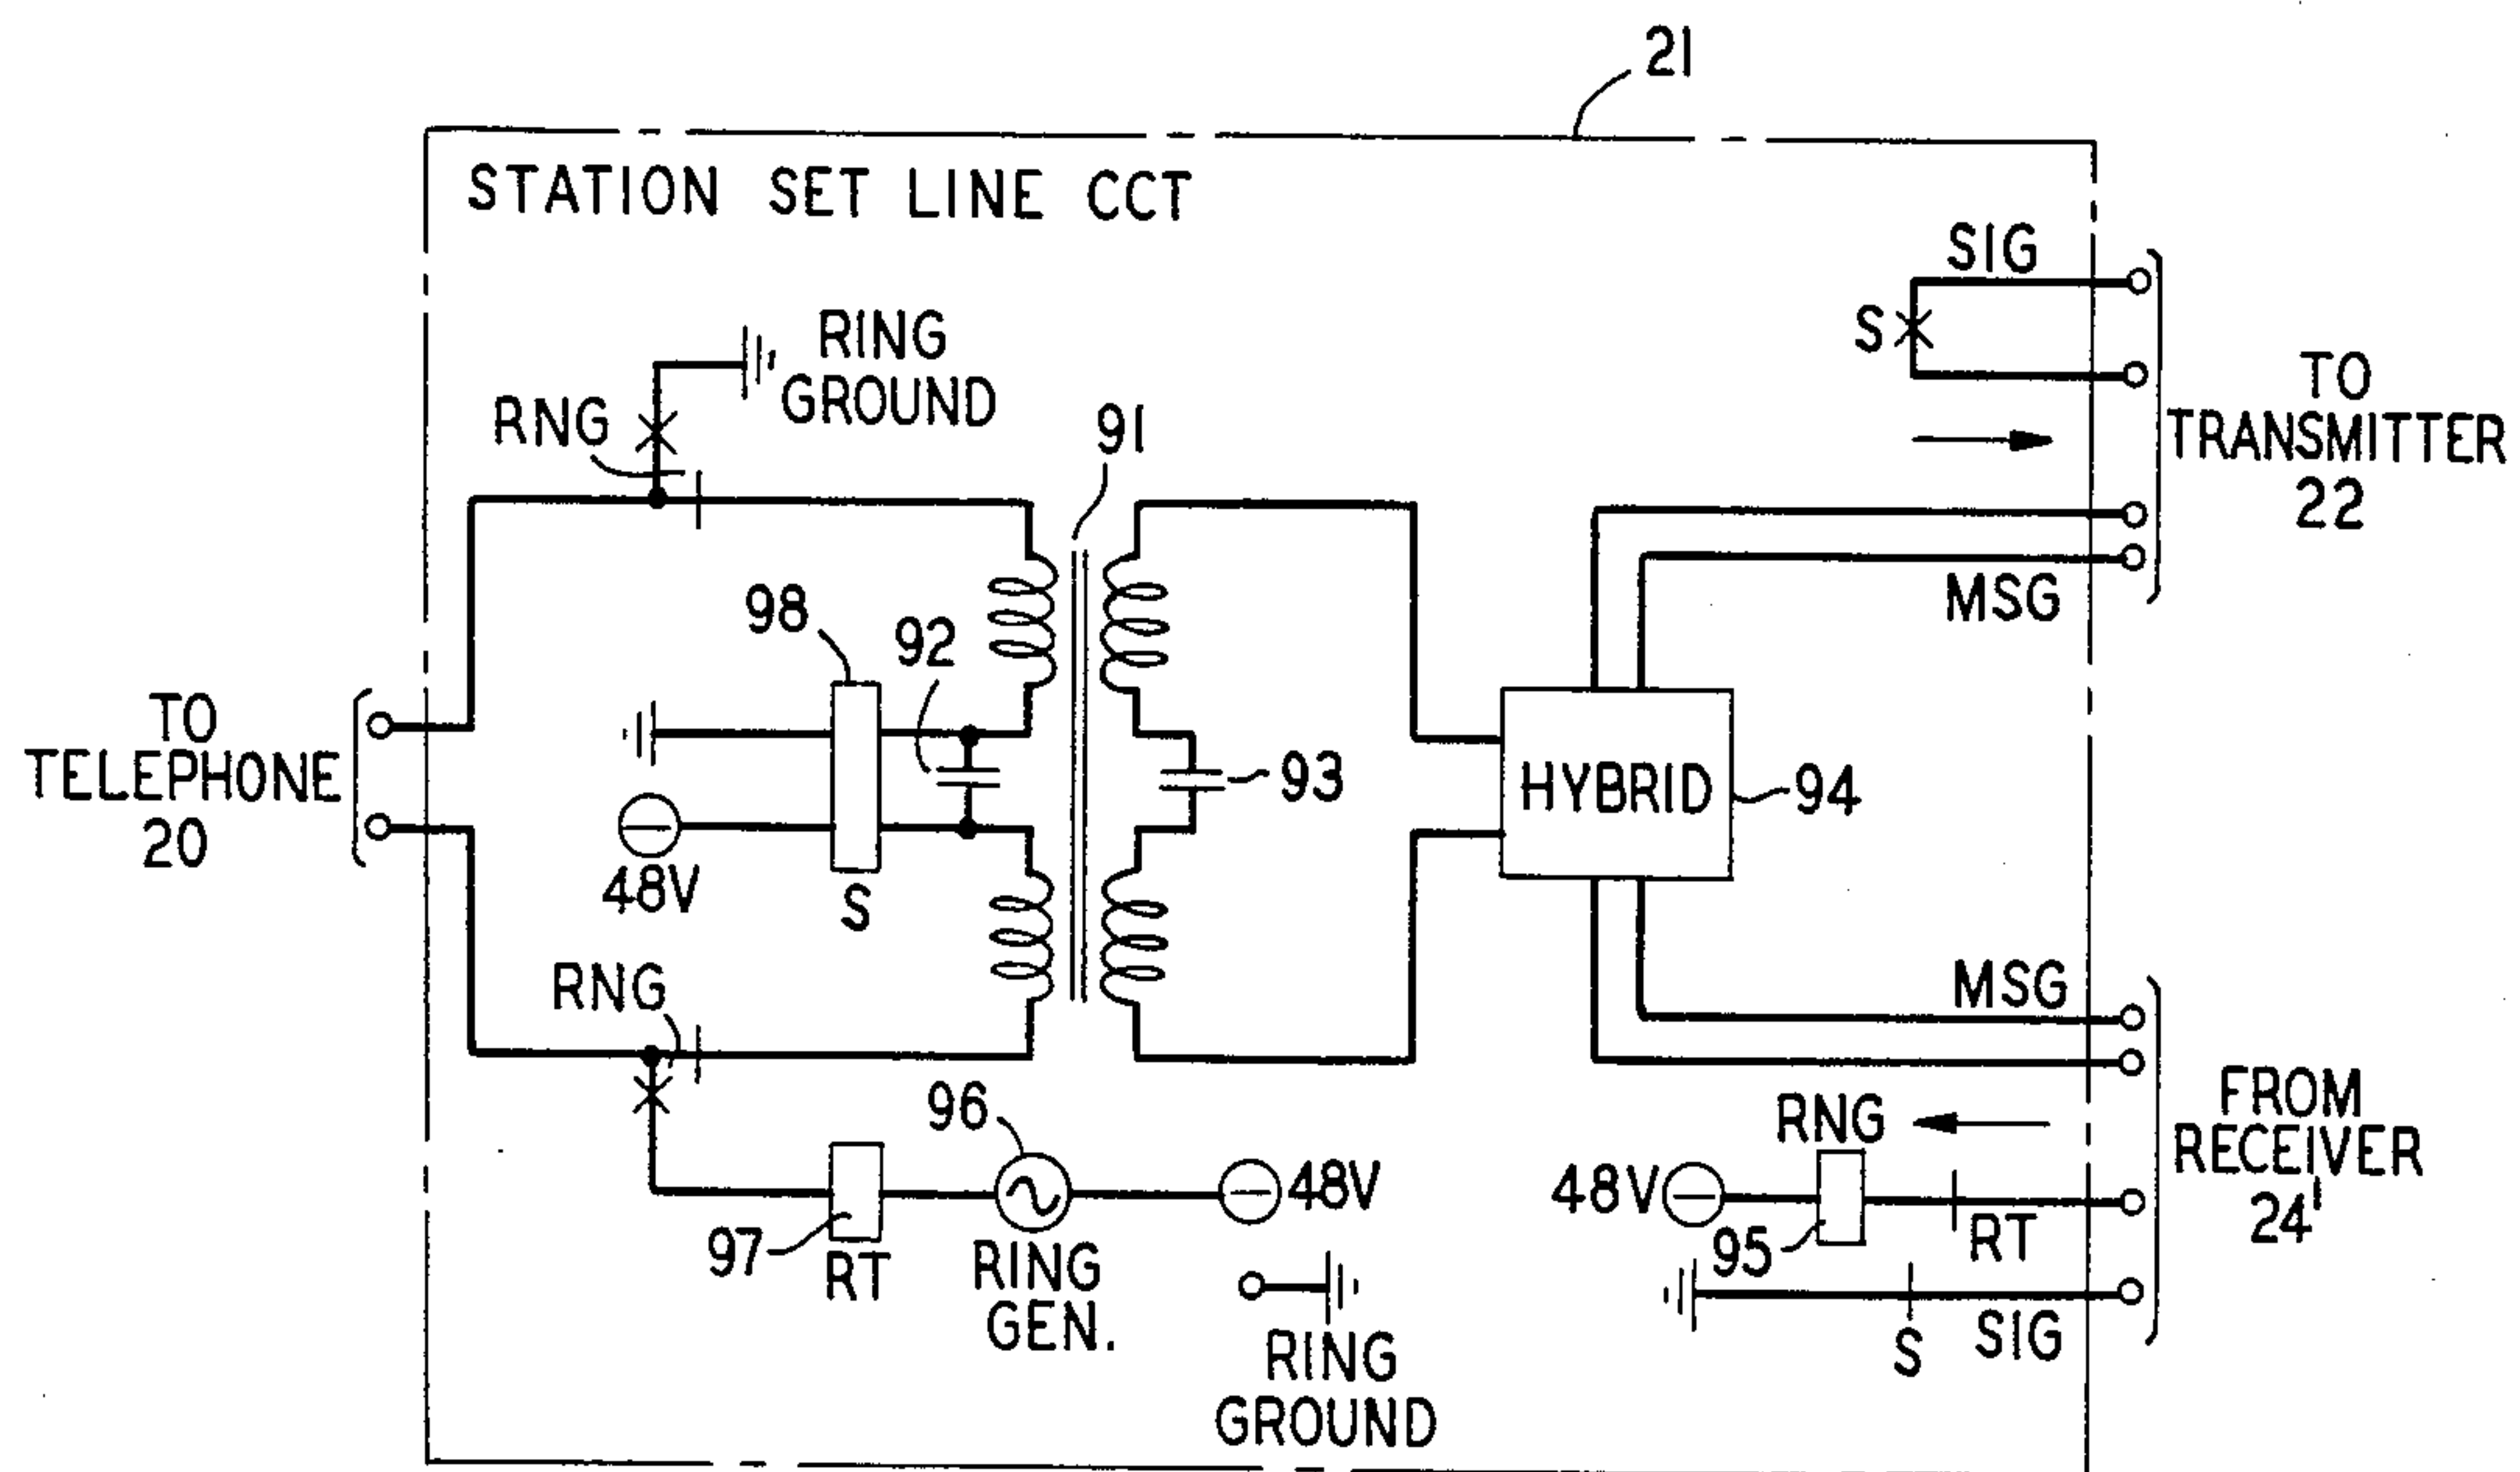 21
STATION SET LINE CCT
SIG
S
TO
TRANSMITTER
22
RING
GROUND
RNG
91
MSG
98
92
TO
TELEPHONE
20
48V
S
93
HYBRID
94
RNG
MSG
96
RNG
FROM
RECEIVER
24'
97
RT
RING
GEN.
48V
48V
95
RT
RING
GROUND
S
SIG